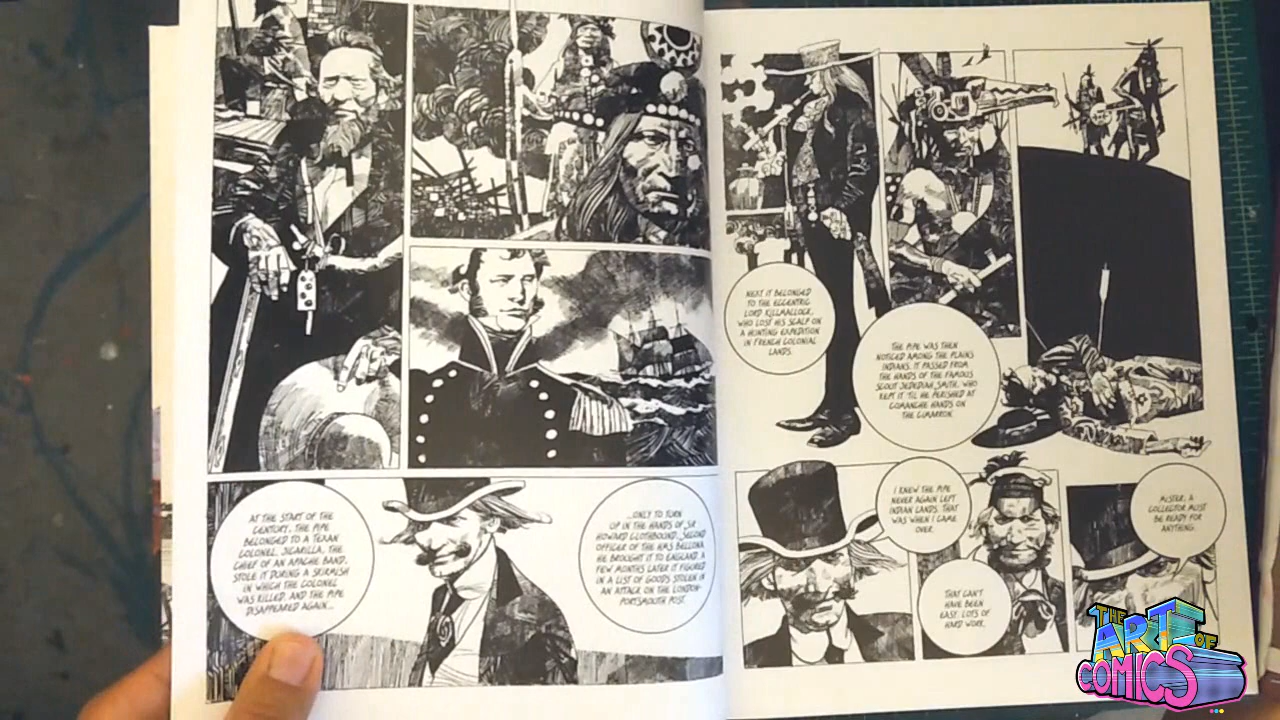 AT THE START OF THE
CENTURY, THE PIPE
BELONGED TO A TEXAN
COLONEL. JICARILLA, THE
CHIEF OF AN APACHE BAND,
STOLE IT DURING A SKIRMISH
IN WHICH THE COLONEL
WAS KILLED, AND THE PIPE
DISAPPEARED AGAIN...
...ONLY TO TURN
UP IN THE HANDS OF SIR
HOWARD CLOTHBOUND, SECOND
OFFICER OF THE HMS BELLONA.
HE BROUGHT IT TO ENGLAND. A
FEW MONTHS LATER IT FIGURED
IN A LIST OF GOODS STOLEN IN
AN ATTACK ON THE LONDON-
PORTSMOUTH POST.
NEXT IT BELONGED
TO THE ECCENTRIC
LORD KILLMALLOCK,
WHO LOST HIS SCALP ON
A HUNTING EXPEDITION
IN FRENCH COLONIAL
LANDS.
THE PIPE WAS THEN
NOTICED AMONG THE PLAINS
INDIANS. IT PASSED FROM
THE HANDS OF THE FAMOUS
SCOUT JEDEDIAH SMITH, WHO
KEPT IT 'TIL HE PERISHED AT
COMANCHE HANDS ON
THE CIMARRON.
I KNEW THE PIPE
NEVER AGAIN LEFT
INDIAN LANDS. THAT
WAS WHEN I CAME
OVER.
THAT CAN'T
HAVE BEEN
EASY. LOTS OF
HARD WORK.
MISTER, A
COLLECTOR MUST
BE READY FOR
ANYTHING.
THE
ART OF
COMICS